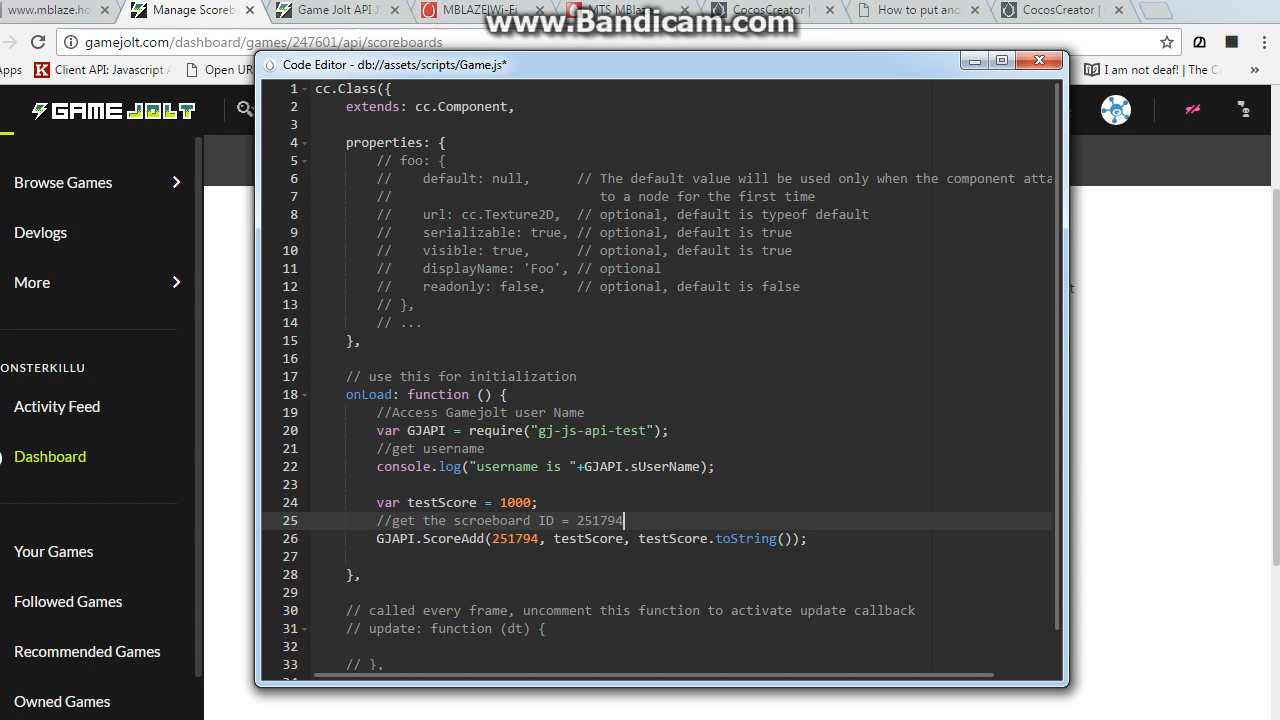 www.mblaze.ho
Manage Scoreb
Game Jolt API J
MBLAZE|Wi-Fi
MTS MBlaze
CocosCreator |
How to put and
CocosCreator |
www.Bandicam.com
gamejolt.com/dashboard/games/247601/api/scoreboards
Apps
Client API: Javascript
Open URL
I am not deaf! | The C
»
GAME JOLT
Browse Games
Devlogs
More
ONSTERKILLU
Activity Feed
Dashboard
Your Games
Followed Games
Recommended Games
Owned Games
Code Editor - db://assets/scripts/Game.js*
1 cc.Class({
2 extends: cc.Component,
3
4 properties: {
5 // foo: {
6 // default: null, // The default value will be used only when the component atta
7 // to a node for the first time
8 // url: cc.Texture2D, // optional, default is typeof default
9 // serializable: true, // optional, default is true
10 // visible: true, // optional, default is true
11 // displayName: 'Foo', // optional
12 // readonly: false, // optional, default is false
13 // },
14 // ...
15 },
16
17 // use this for initialization
18 onLoad: function () {
19 //Access Gamejolt user Name
20 var GJAPI = require("gj-js-api-test");
21 //get username
22 console.log("username is "+GJAPI.sUserName);
23
24 var testScore = 1000;
25 //get the scroeboard ID = 251794
26 GJAPI.ScoreAdd(251794, testScore, testScore.toString());
27
28 },
29
30 // called every frame, uncomment this function to activate update callback
31 // update: function (dt) {
32
33 // },